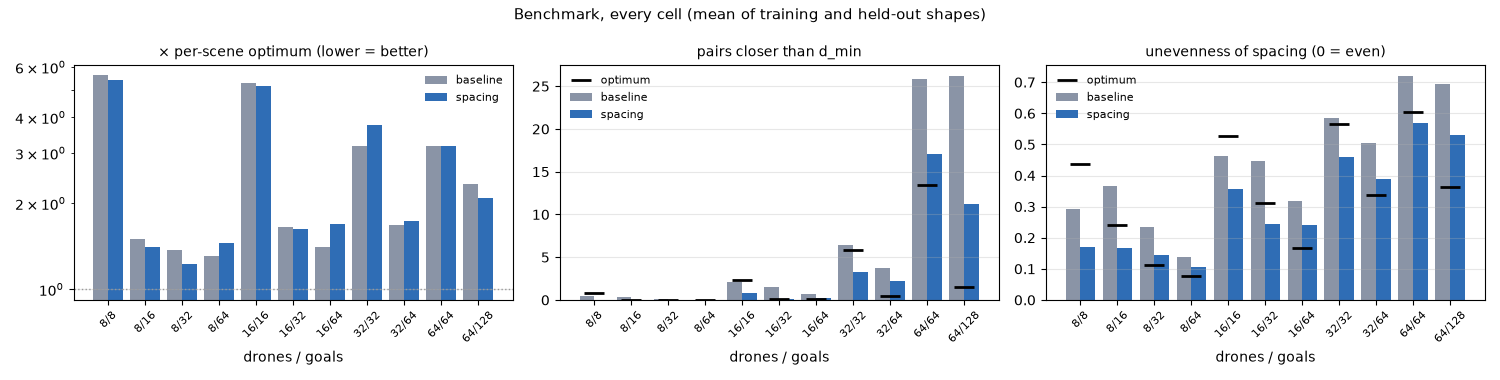 Benchmark, every cell (mean of training and held-out shapes)
× per-scene optimum (lower = better)
6 × 10⁰
4 × 10⁰
3 × 10⁰
2 × 10⁰
10⁰
baseline
spacing
8/8
8/16
8/32
8/64
16/16
16/32
16/64
32/32
32/64
64/64
64/128
drones / goals
pairs closer than d_min
25
20
15
10
5
0
optimum
baseline
spacing
8/8
8/16
8/32
8/64
16/16
16/32
16/64
32/32
32/64
64/64
64/128
drones / goals
unevenness of spacing (0 = even)
0.7
0.6
0.5
0.4
0.3
0.2
0.1
0.0
optimum
baseline
spacing
8/8
8/16
8/32
8/64
16/16
16/32
16/64
32/32
32/64
64/64
64/128
drones / goals